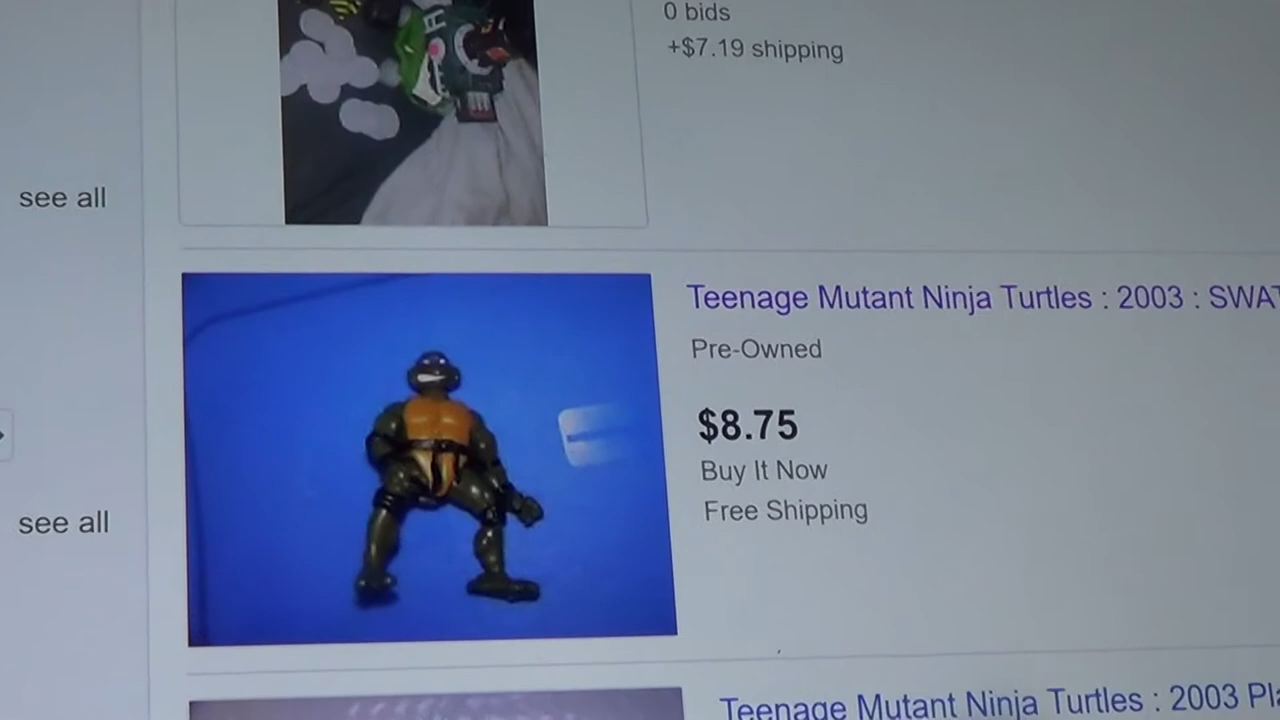 0 bids
+$7.19 shipping
see all
Teenage Mutant Ninja Turtles : 2003 : SWAT
Pre-Owned
$8.75
Buy It Now
Free Shipping
see all
Teenage Mutant Ninja Turtles : 2003